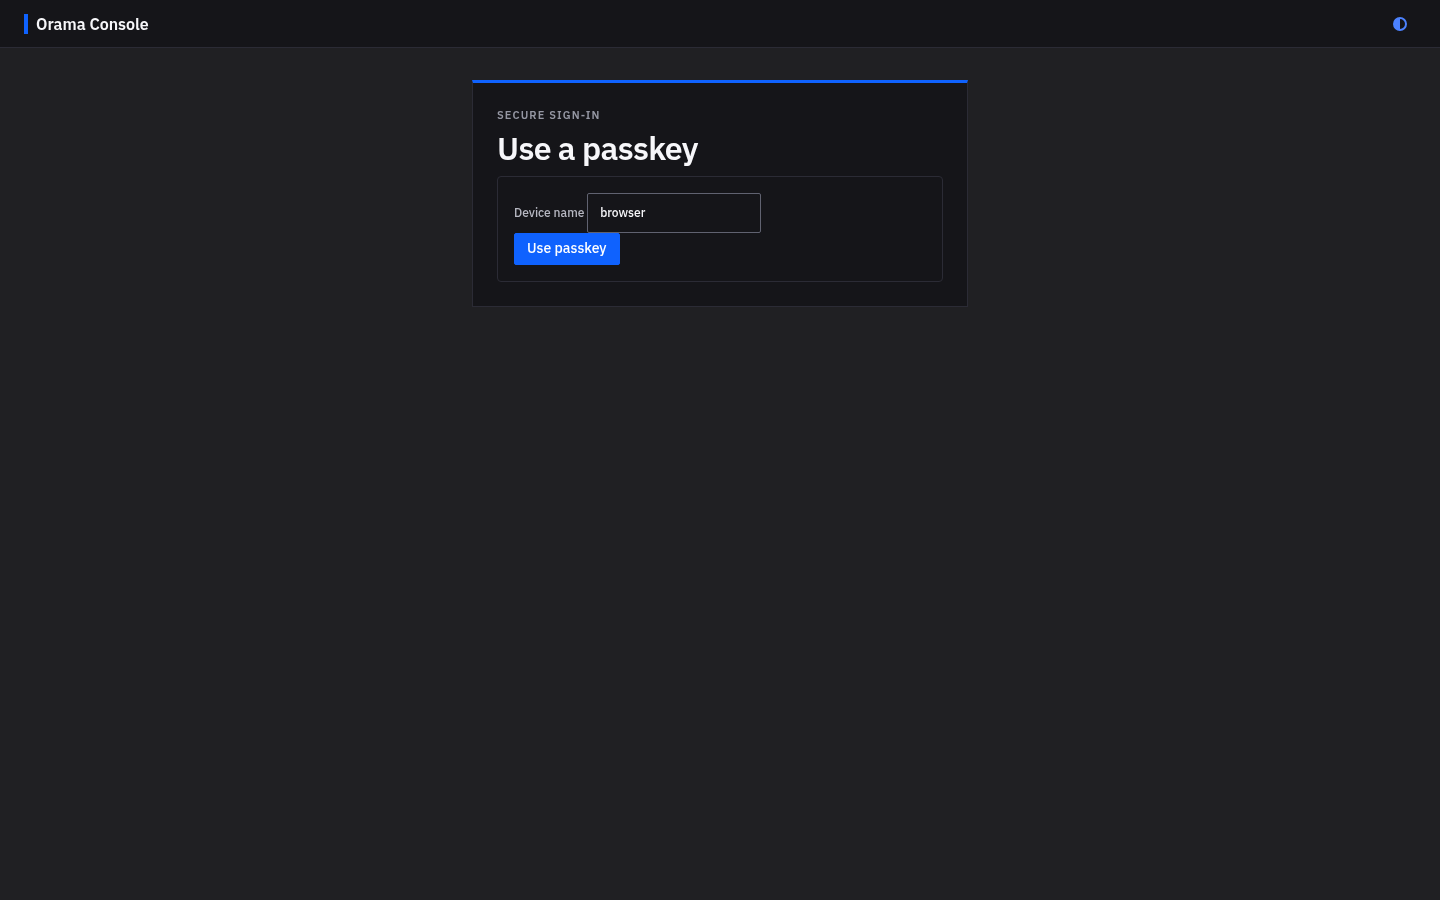 Orama Console
SECURE SIGN-IN
Use a passkey
Device name browser
Use passkey